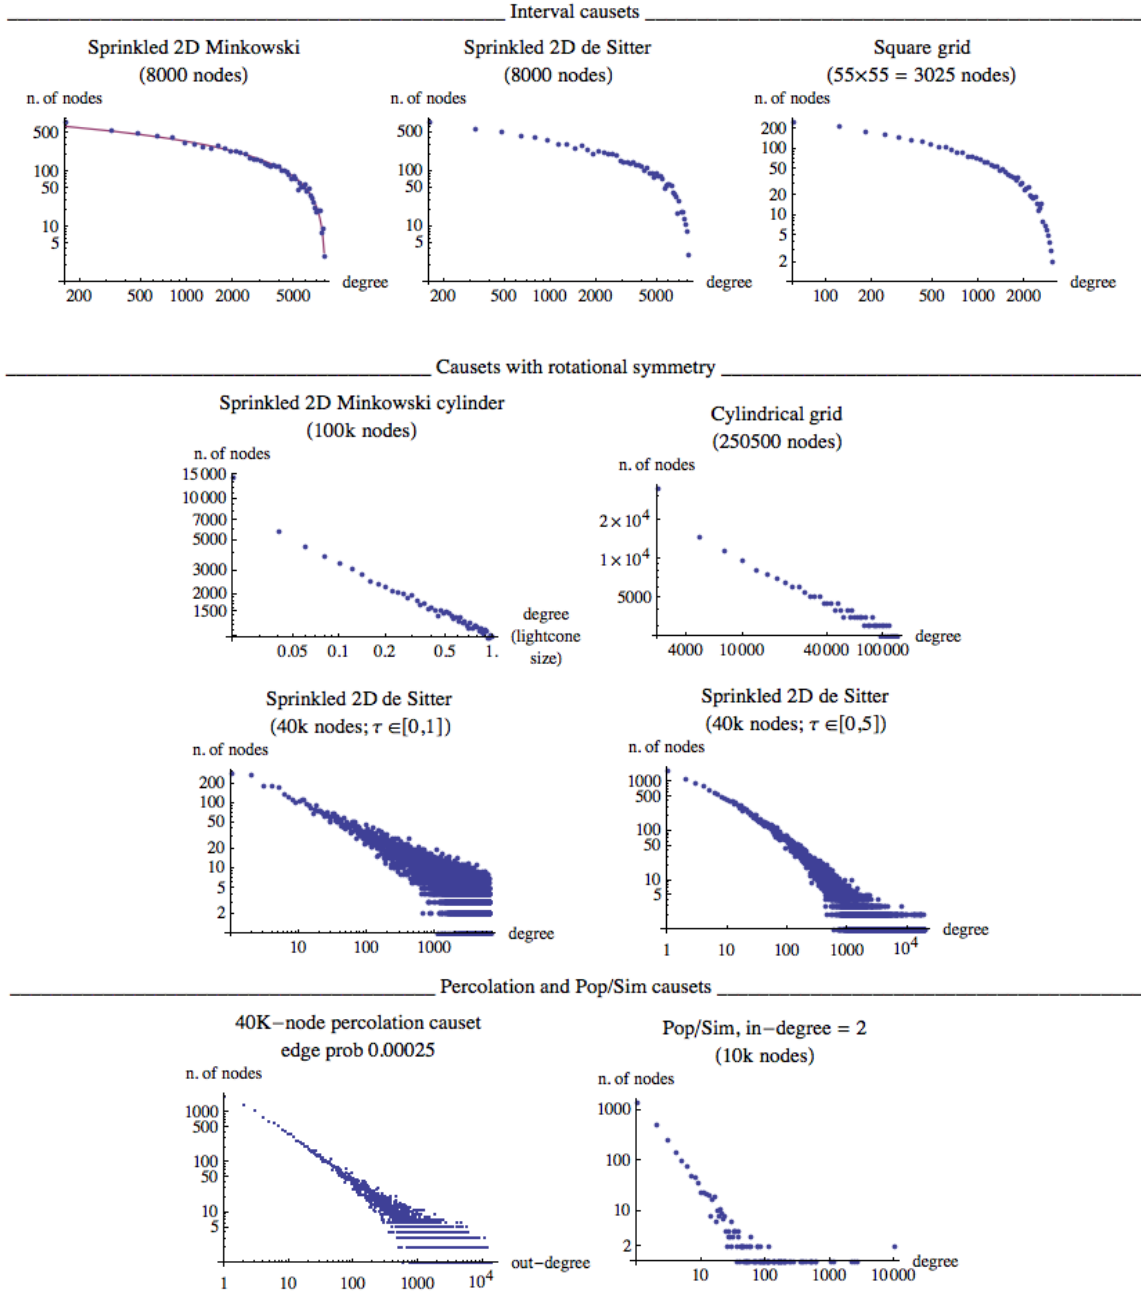 Interval causets
Sprinkled 2D Minkowski
(8000 nodes)
Sprinkled 2D de Sitter
(8000 nodes)
Square grid
(55×55 = 3025 nodes)
n. of nodes
500
100
50
10
5
200 500 1000 2000 5000
degree
n. of nodes
500
100
50
10
5
200 500 1000 2000 5000
degree
n. of nodes
200
100
50
20
10
5
2
100 200 500 1000 2000
degree
Causets with rotational symmetry
Sprinkled 2D Minkowski cylinder
(100k nodes)
n. of nodes
15000
10000
7000
5000
3000
2000
1500
0.05 0.1 0.2 0.5 1.
degree
(lightcone
size)
Cylindrical grid
(250500 nodes)
n. of nodes
2×10^4
1×10^4
5000
4000 10000 40000 100000
degree
Sprinkled 2D de Sitter
(40k nodes; τ ∈[0,1])
n. of nodes
200
100
50
20
10
5
2
10 100 1000
degree
Sprinkled 2D de Sitter
(40k nodes; τ ∈[0,5])
n. of nodes
1000
500
100
50
10
5
1 10 100 1000 10^4
degree
Percolation and Pop/Sim causets
40K−node percolation causet
edge prob 0.00025
n. of nodes
1000
500
100
50
10
5
1 10 100 1000 10^4
out−degree
Pop/Sim, in−degree = 2
(10k nodes)
n. of nodes
1000
100
10
2
10 100 1000 10000
degree